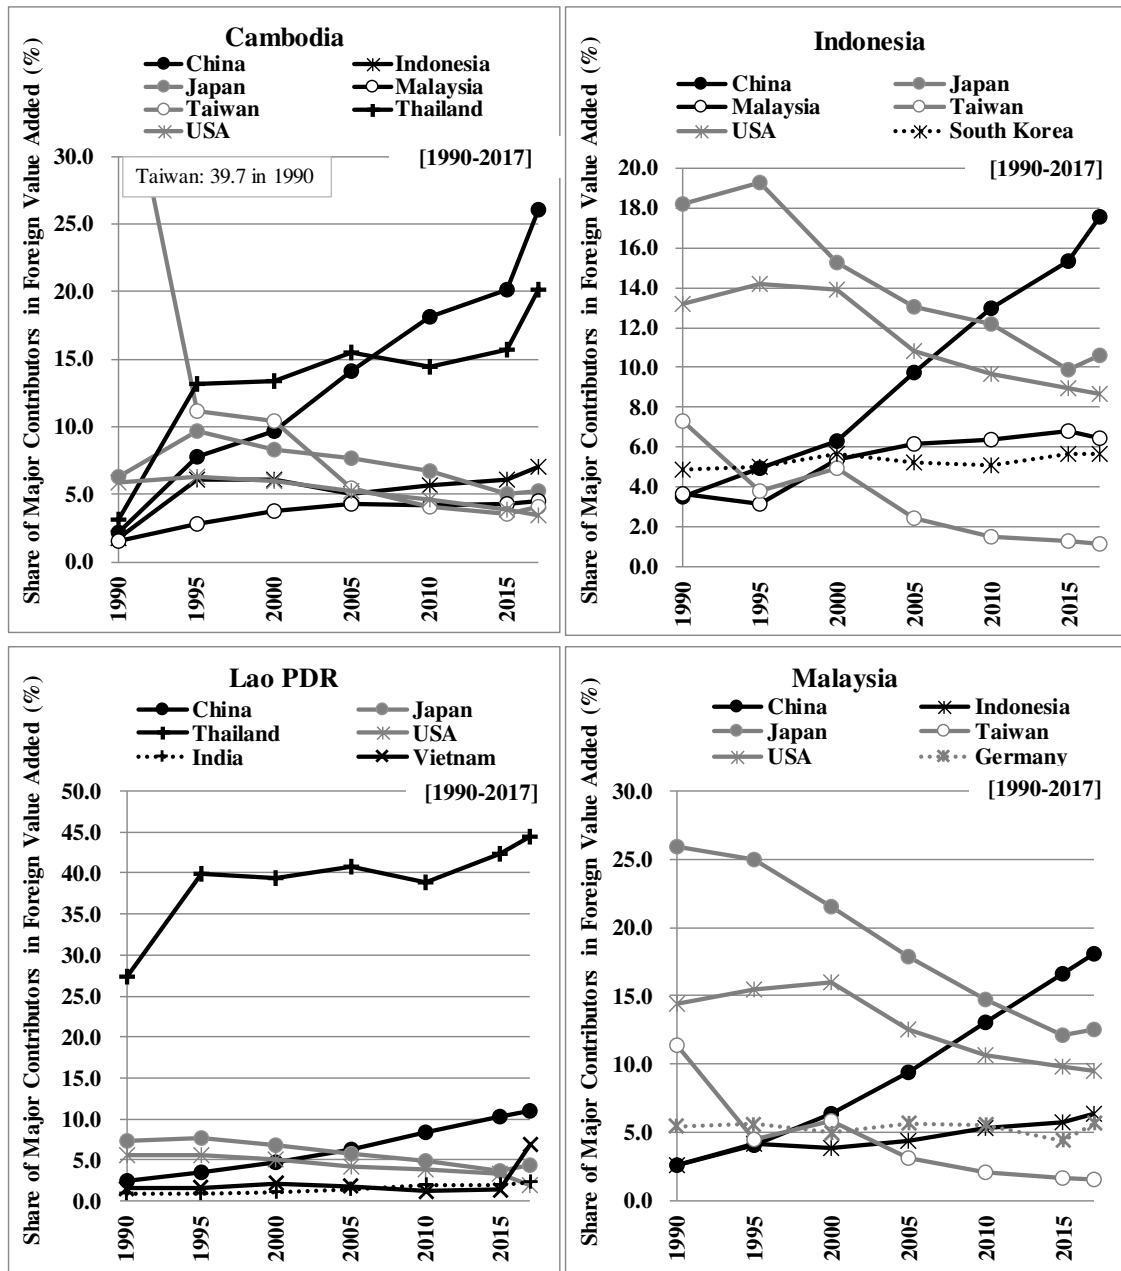 Cambodia
China
Indonesia
Japan
Malaysia
Taiwan
Thailand
USA
[1990-2017]
Taiwan: 39.7 in 1990
Share of Major Contributors in Foreign Value Added (%)
30.0
25.0
20.0
15.0
10.0
5.0
0.0
1990
1995
2000
2005
2010
2015
Indonesia
China
Japan
Malaysia
Taiwan
USA
South Korea
[1990-2017]
Share of Major Contributors in Foreign Value Added (%)
20.0
18.0
16.0
14.0
12.0
10.0
8.0
6.0
4.0
2.0
0.0
1990
1995
2000
2005
2010
2015
Lao PDR
China
Japan
Thailand
USA
India
Vietnam
[1990-2017]
Share of Major Contributors in Foreign Value Added (%)
50.0
45.0
40.0
35.0
30.0
25.0
20.0
15.0
10.0
5.0
0.0
1990
1995
2000
2005
2010
2015
Malaysia
China
Indonesia
Japan
Taiwan
USA
Germany
[1990-2017]
Share of Major Contributors in Foreign Value Added (%)
30.0
25.0
20.0
15.0
10.0
5.0
0.0
1990
1995
2000
2005
2010
2015